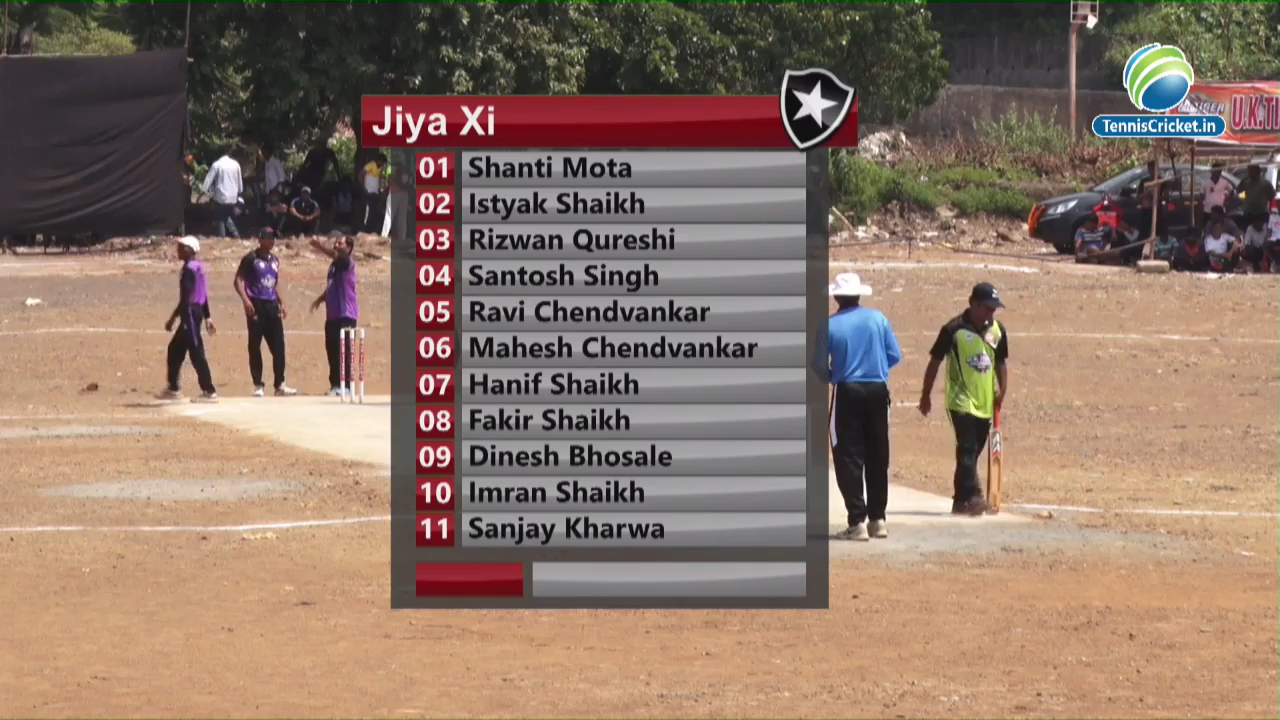 TennisCricket.in
U.K.T
Jiya Xi
01 Shanti Mota
02 Istyak Shaikh
03 Rizwan Qureshi
04 Santosh Singh
05 Ravi Chendvankar
06 Mahesh Chendvankar
07 Hanif Shaikh
08 Fakir Shaikh
09 Dinesh Bhosale
10 Imran Shaikh
11 Sanjay Kharwa